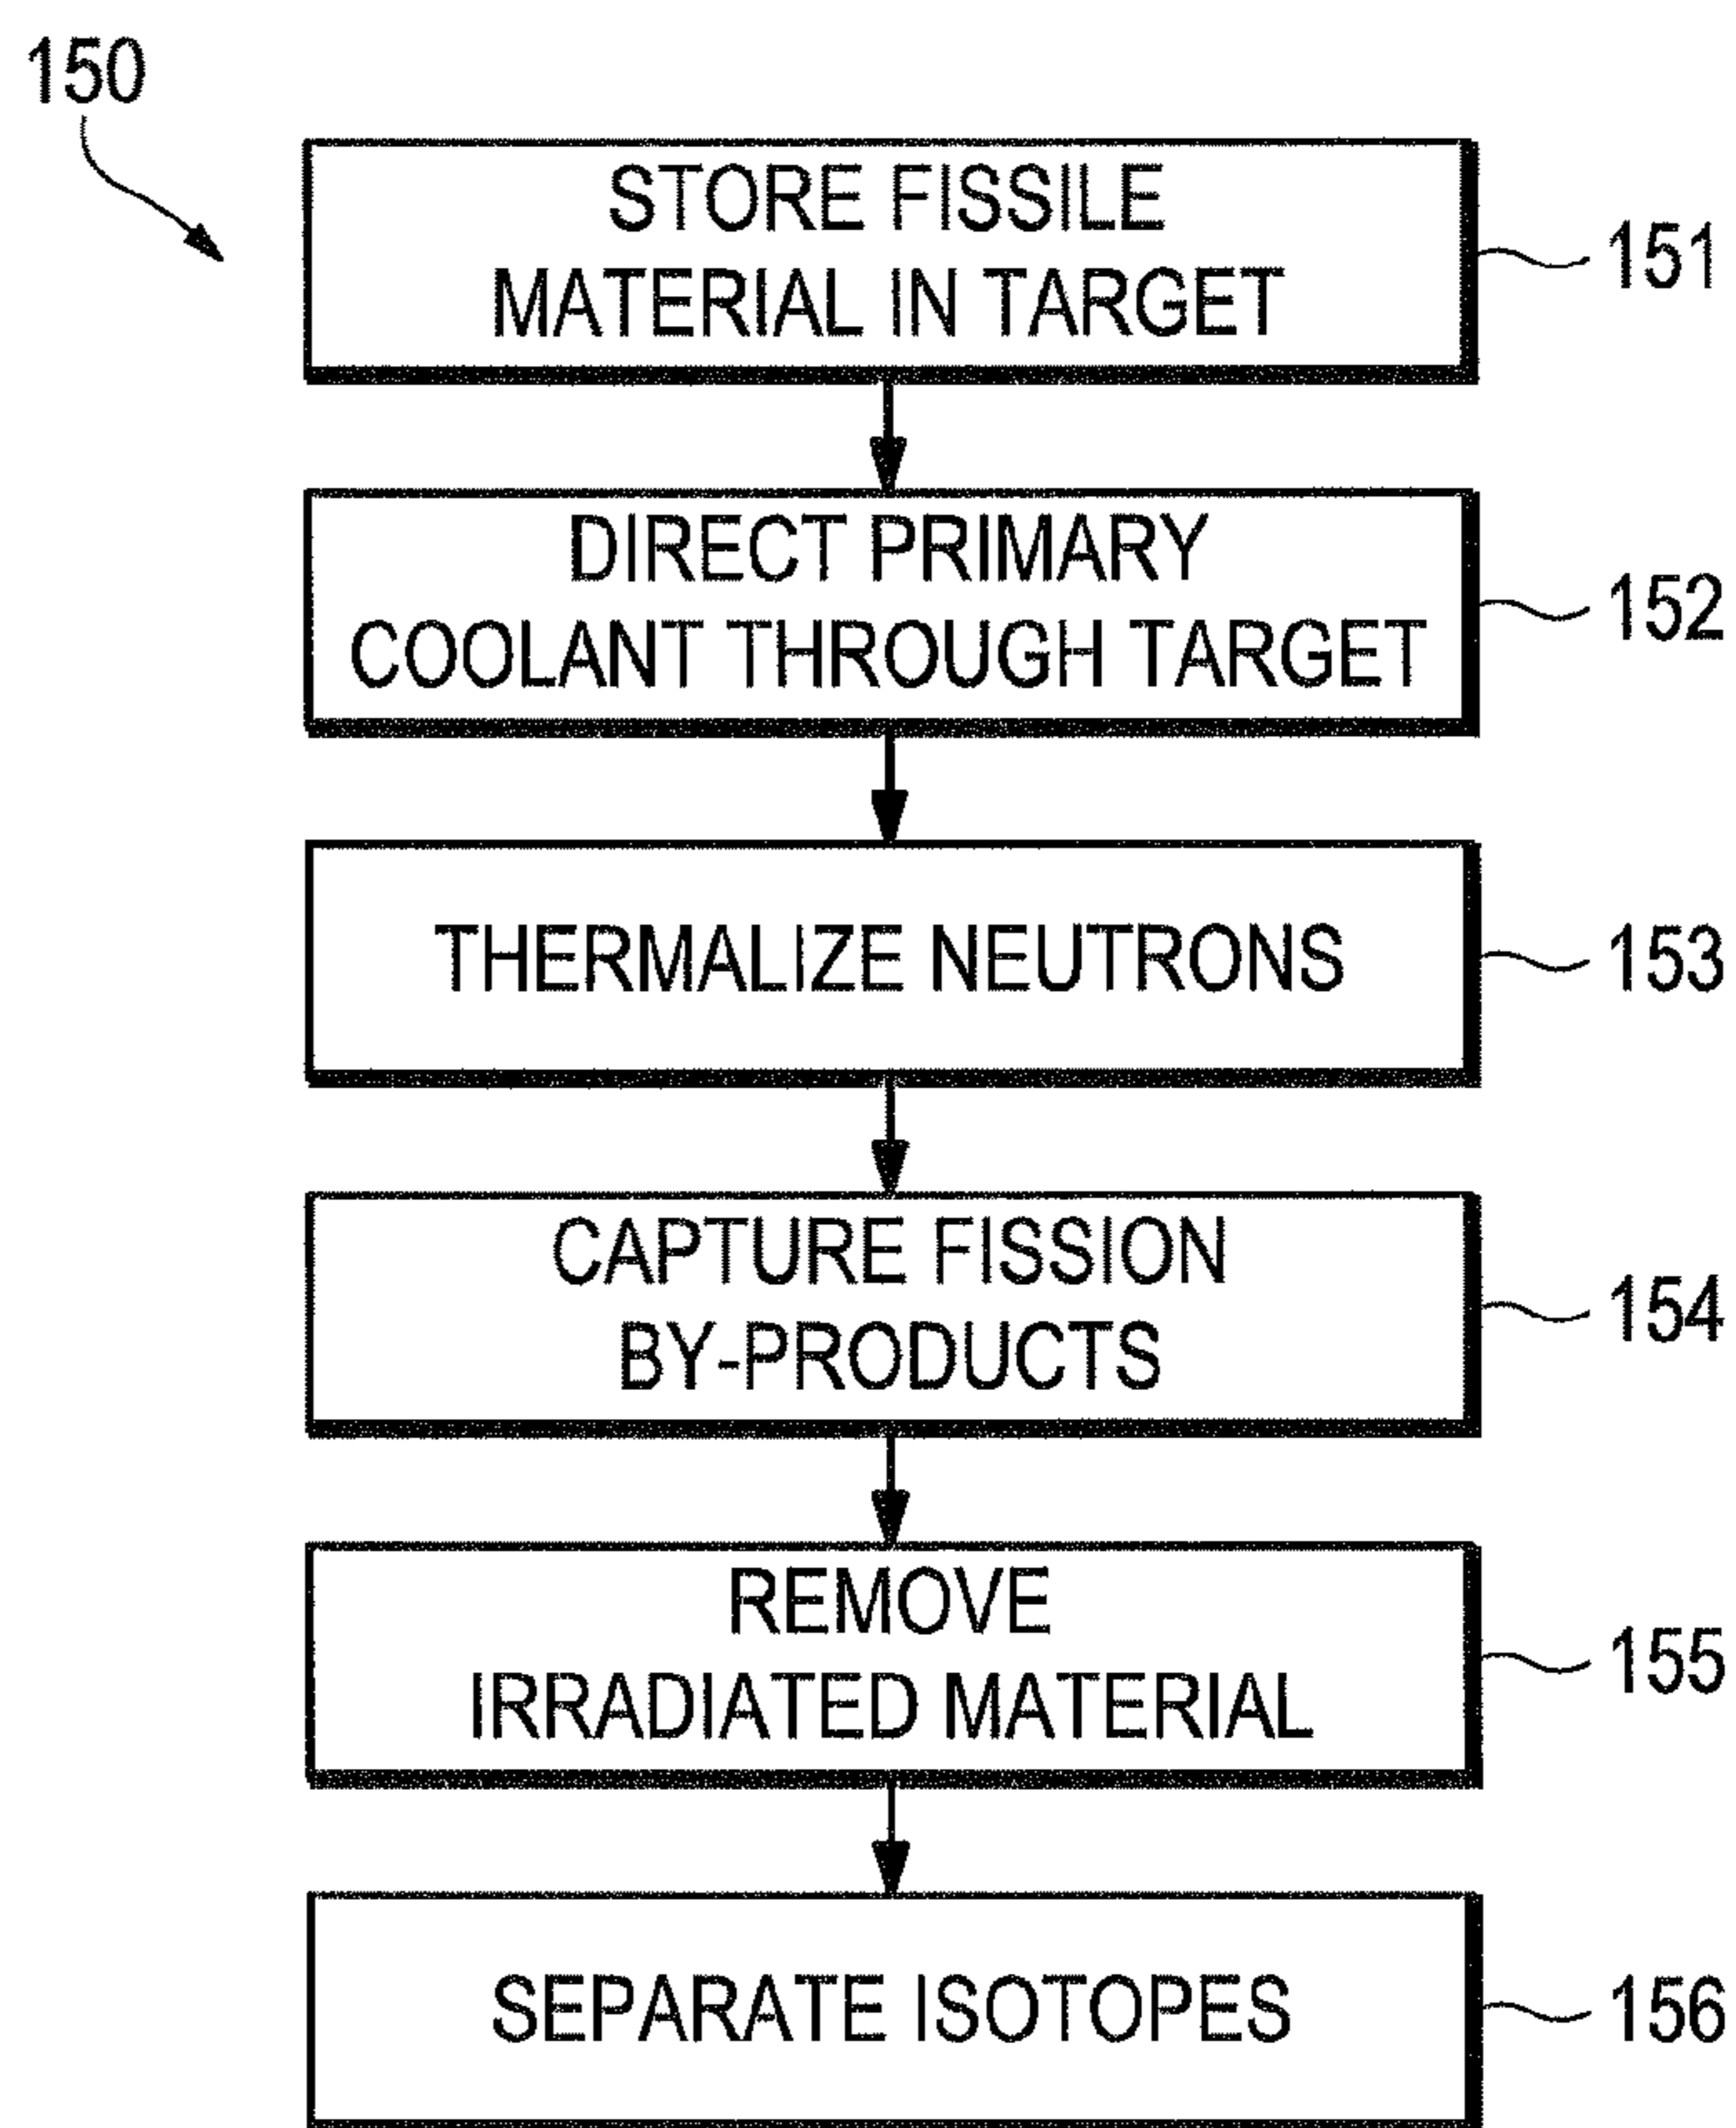 150
STORE FISSILE
MATERIAL IN TARGET
151
DIRECT PRIMARY
COOLANT THROUGH TARGET
152
THERMALIZE NEUTRONS
153
CAPTURE FISSION
BY-PRODUCTS
154
REMOVE
IRRADIATED MATERIAL
155
SEPARATE ISOTOPES
156